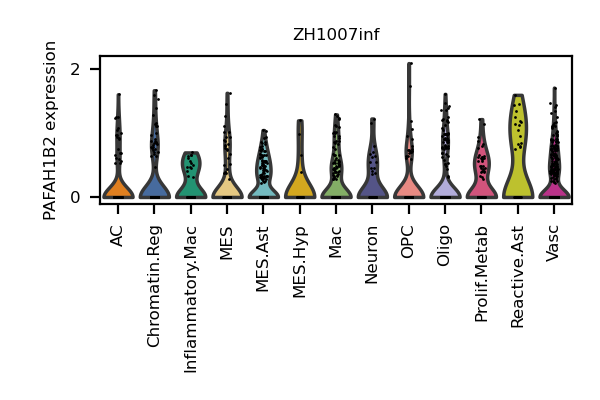 ZH1007inf
PAFAH1B2 expression
2
0
AC
Chromatin.Reg
Inflammatory.Mac
MES
MES.Ast
MES.Hyp
Mac
Neuron
OPC
Oligo
Prolif.Metab
Reactive.Ast
Vasc